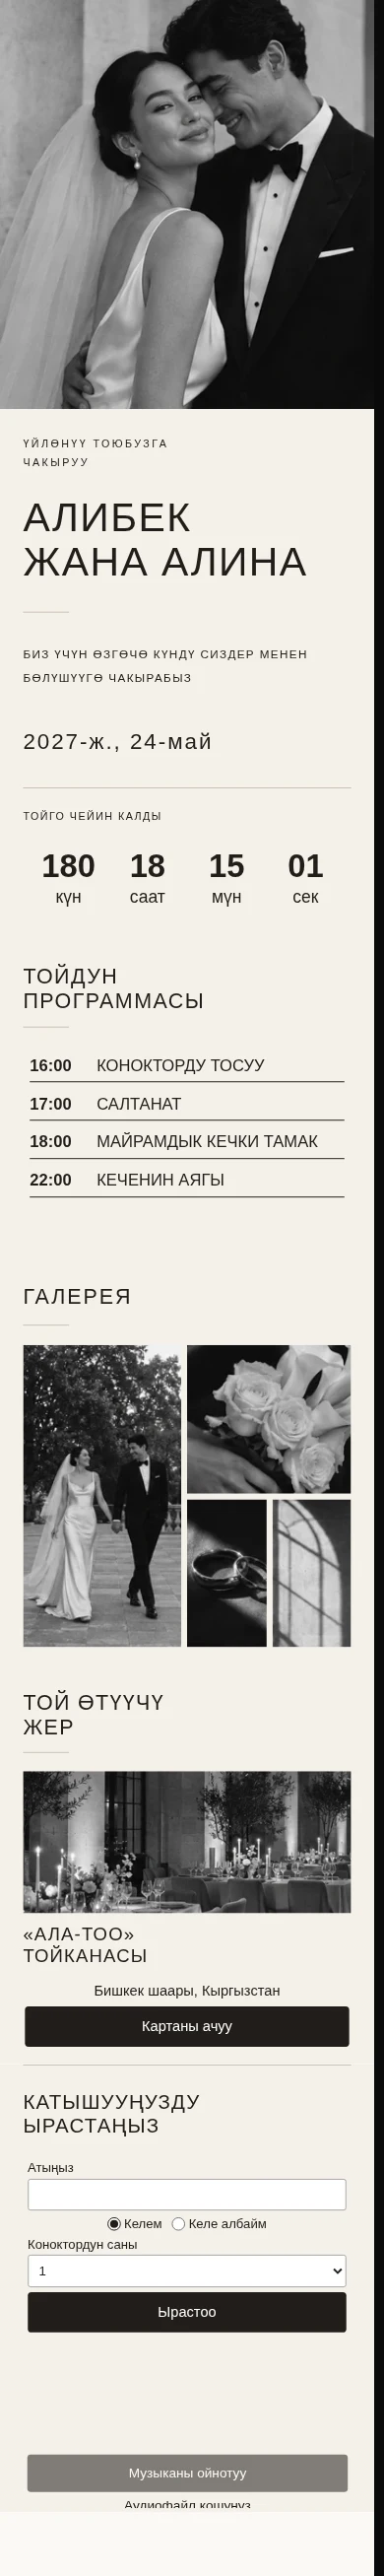 ҮЙЛӨНҮҮ ТОЮБУЗГА
ЧАКЫРУУ
АЛИБЕК
ЖАНА АЛИНА
БИЗ ҮЧҮН ӨЗГӨЧӨ КҮНДҮ СИЗДЕР МЕНЕН
БӨЛҮШҮҮГӨ ЧАКЫРАБЫЗ
2027-ж., 24-май
ТОЙГО ЧЕЙИН КАЛДЫ
180 18 15 01
күн саат мүн сек
ТОЙДУН
ПРОГРАММАСЫ
16:00 КОНОКТОРДУ ТОСУУ
17:00 САЛТАНАТ
18:00 МАЙРАМДЫК КЕЧКИ ТАМАК
22:00 КЕЧЕНИН АЯГЫ
ГАЛЕРЕЯ
ТОЙ ӨТҮҮЧҮ
ЖЕР
«АЛА-ТОО»
ТОЙКАНАСЫ
Бишкек шаары, Кыргызстан
Картаны ачуу
КАТЫШУУҢУЗДУ
ЫРАСТАҢЫЗ
Атыңыз
Келем Келе албайм
Коноктордун саны
1
Ырастоо
Музыканы ойнотуу
Аудиофайл кошуңуз